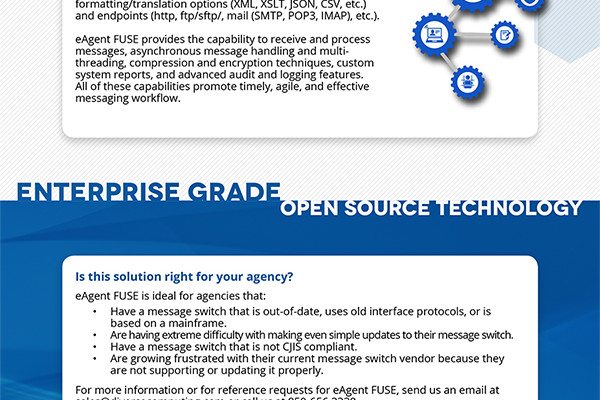 formatting/translation options (XML, XSLT, JSON, CSV, etc.)
and endpoints (http, ftp/sftp/, mail (SMTP, POP3, IMAP), etc.).
eAgent FUSE provides the capability to receive and process
messages, asynchronous message handling and multi-
threading, compression and encryption techniques, custom
system reports, and advanced audit and logging features.
All of these capabilities promote timely, agile, and effective
messaging workflow.
ENTERPRISE GRADE
OPEN SOURCE TECHNOLOGY
Is this solution right for your agency?
eAgent FUSE is ideal for agencies that:
• Have a message switch that is out-of-date, uses old interface protocols, or is
based on a mainframe.
• Are having extreme difficulty with making even simple updates to their message switch.
• Have a message switch that is not CJIS compliant.
• Are growing frustrated with their current message switch vendor because they
are not supporting or updating it properly.
For more information or for reference requests for eAgent FUSE, send us an email at